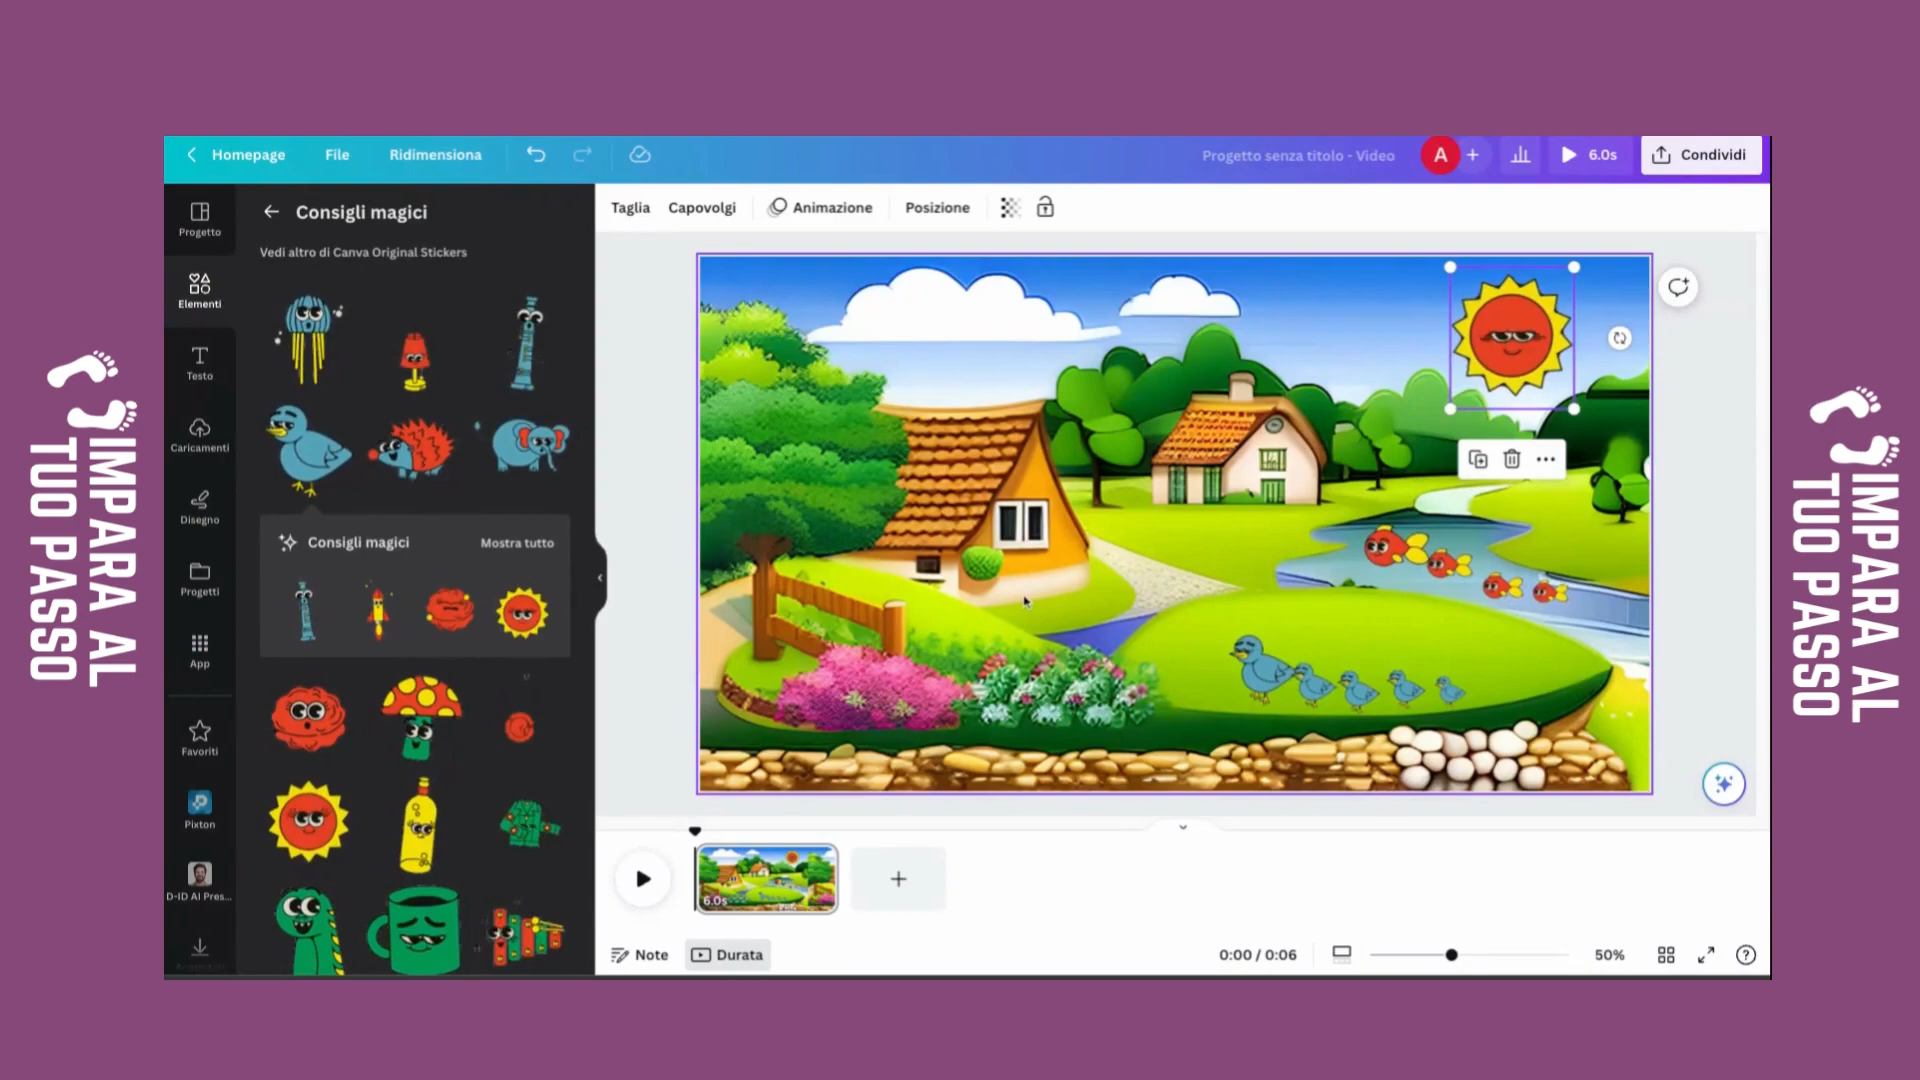 Homepage
File
Ridimensiona
Progetto senza titolo - Video
A
+
6.0s
Condividi
Progetto
Elementi
Testo
Caricamenti
Disegno
Progetti
App
Favoriti
Pixton
D-ID AI Pres...
Consigli magici
Vedi altro di Canva Original Stickers
Consigli magici
Mostra tutto
Taglia
Capovolgi
Animazione
Posizione
6.0s
+
Note
Durata
0:00 / 0:06
50%
?
IMPARA AL
TUO PASSO
IMPARA AL
TUO PASSO